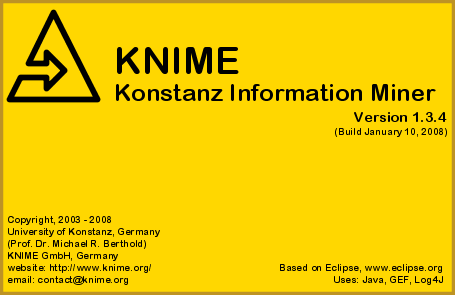 KNIME
Konstanz Information Miner
Version 1.3.4
(Build January 10, 2008)
Copyright, 2003 - 2008
University of Konstanz, Germany
(Prof. Dr. Michael R. Berthold)
KNIME GmbH, Germany
website: http://www.knime.org/
email: contact@knime.org
Based on Eclipse, www.eclipse.org
Uses: Java, GEF, Log4J